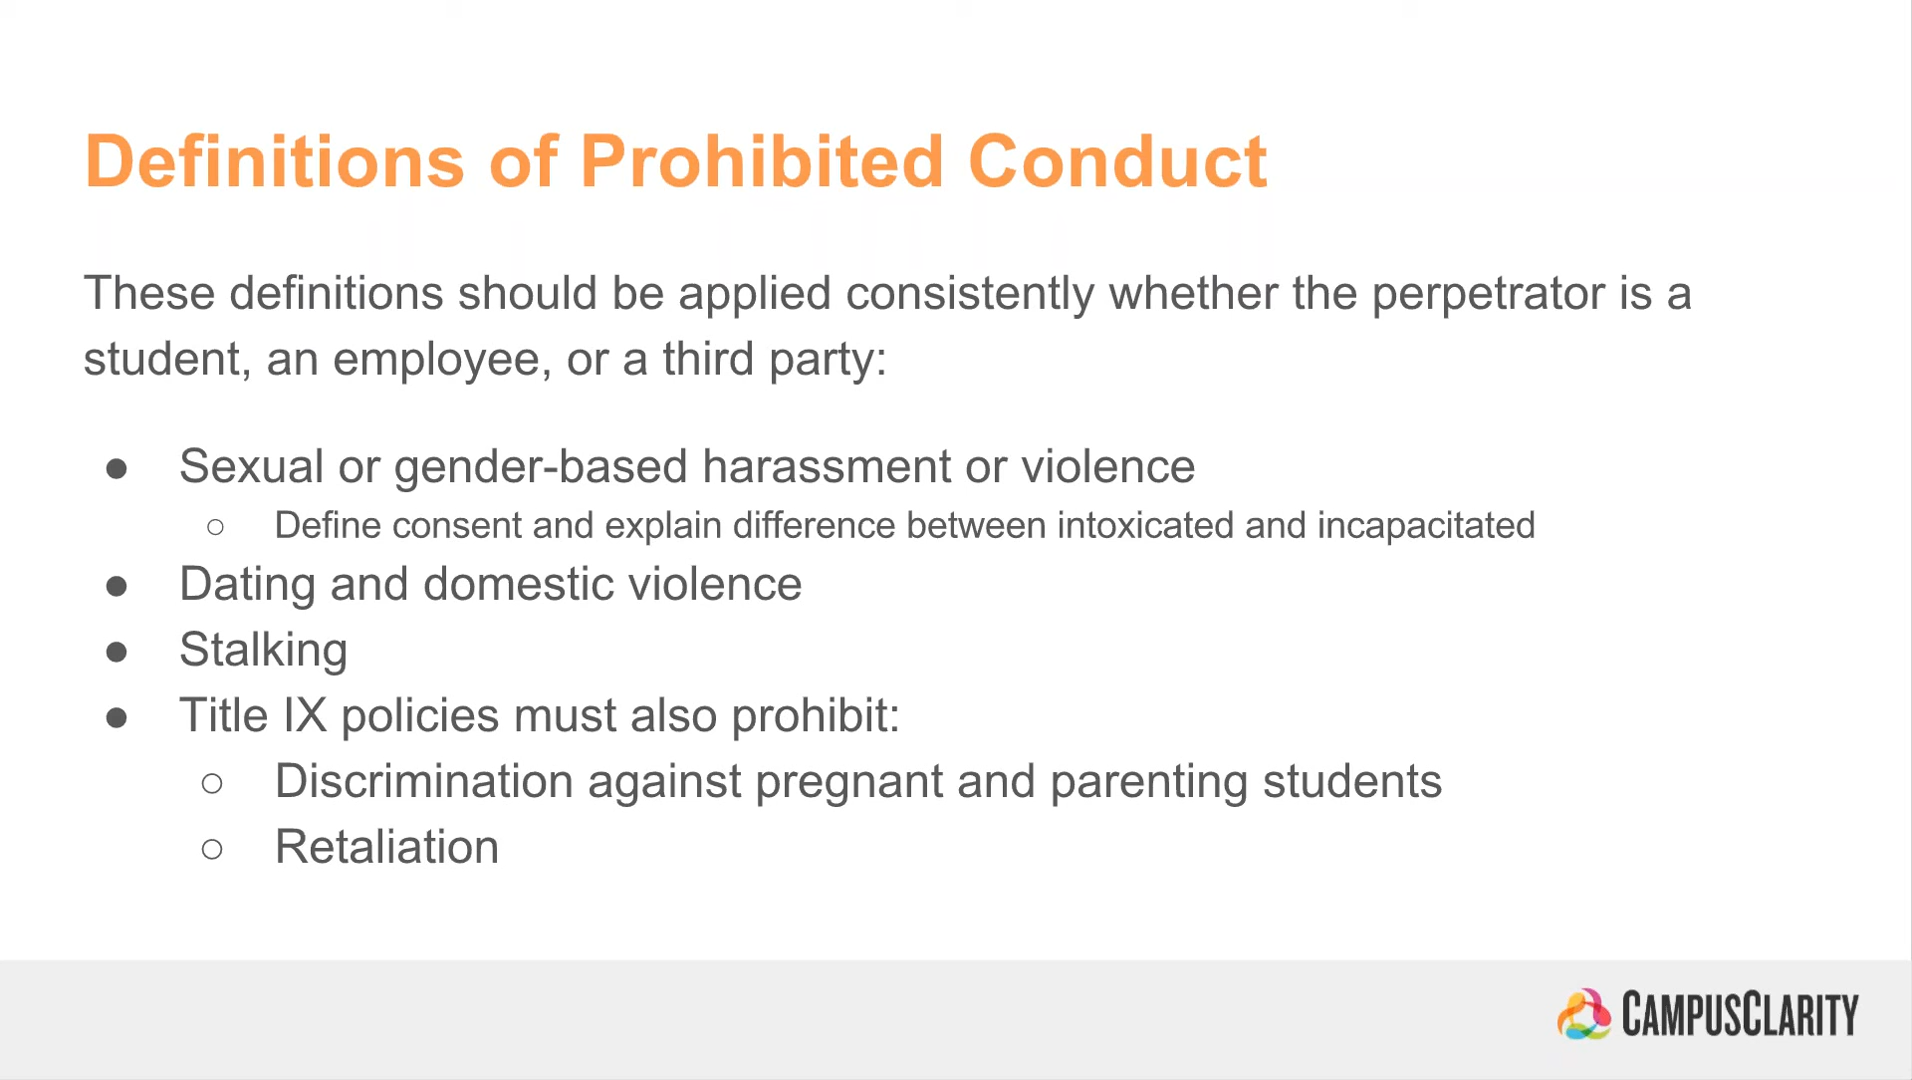 Definitions of Prohibited Conduct
These definitions should be applied consistently whether the perpetrator is a
student, an employee, or a third party:
● Sexual or gender-based harassment or violence
○ Define consent and explain difference between intoxicated and incapacitated
● Dating and domestic violence
● Stalking
● Title IX policies must also prohibit:
○ Discrimination against pregnant and parenting students
○ Retaliation
CAMPUSCLARITY